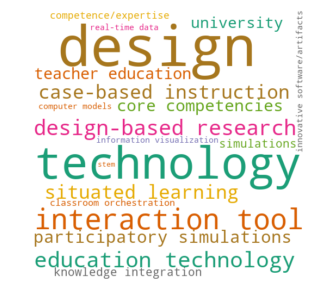 competence/expertise
university
real-time data
design
teacher education
case-based instruction
computer models
core competencies
innovative software/artifacts
design-based research
information visualization
simulations
technology
stem
situated learning
classroom orchestration
interaction tool
participatory simulations
education technology
knowledge integration